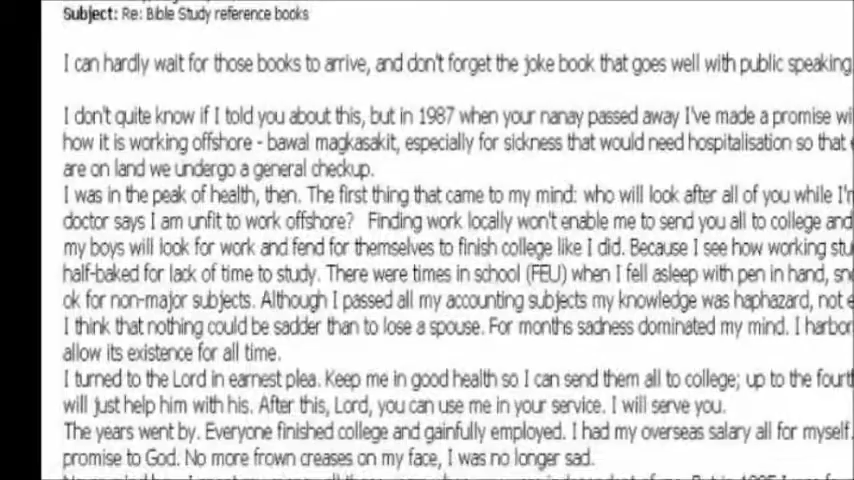 Subject: Re: Bible Study reference books
I can hardly wait for those books to arrive, and don't forget the joke book that goes well with public speaking
I don't quite know if I told you about this, but in 1987 when your nanay passed away I've made a promise
how it is working offshore - bawal magkasakit, especially for sickness that would need hospitalisation so that
are on land we undergo a general checkup.
I was in the peak of health, then. The first thing that came to my mind: who will look after all of you while
doctor says I am unfit to work offshore? Finding work locally won't enable me to send you all to college and
my boys will look for work and fend for themselves to finish college like I did. Because I see how working
half-baked for lack of time to study. There were times in school (FEU) when I fell asleep with pen in hand,
ok for non-major subjects. Although I passed all my accounting subjects my knowledge was haphazard, not
I think that nothing could be sadder than to lose a spouse. For months sadness dominated my mind. I
allow its existence for all time.
I turned to the Lord in earnest plea. Keep me in good health so I can send them all to college; up to the
will just help him with his. After this, Lord, you can use me in your service. I will serve you.
The years went by. Everyone finished college and gainfully employed. I had my overseas salary all for myself.
promise to God. No more frown creases on my face, I was no longer sad.